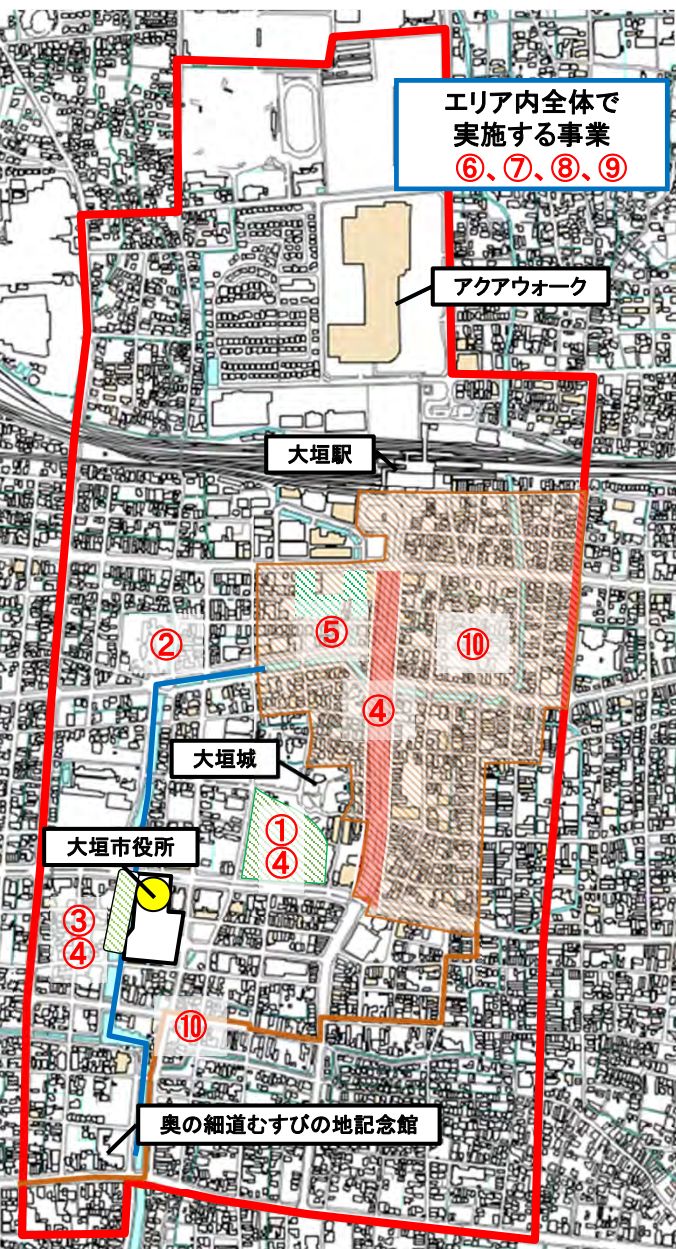 エリア内全体で
実施する事業
⑥、⑦、⑧、⑨
アクアウォーク
大垣駅
⑤
②
⑩
④
大垣城
①
④
大垣市役所
③
④
⑩
奥の細道むすびの地記念館